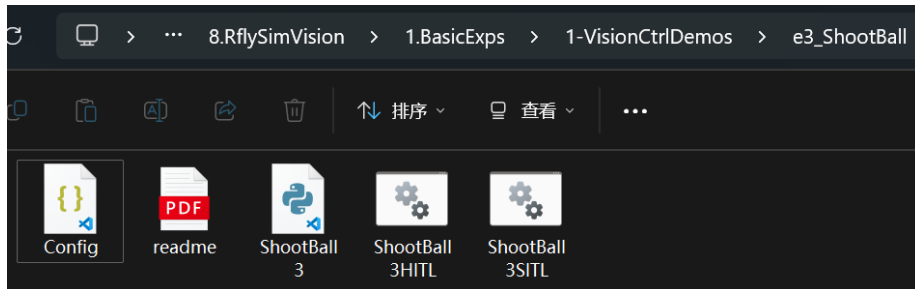 8.RflySimVision > 1.BasicExps > 1-VisionCtrlDemos > e3_ShootBall
排序 查看
PDF
Config readme ShootBall ShootBall ShootBall
3 3HITL 3SITL